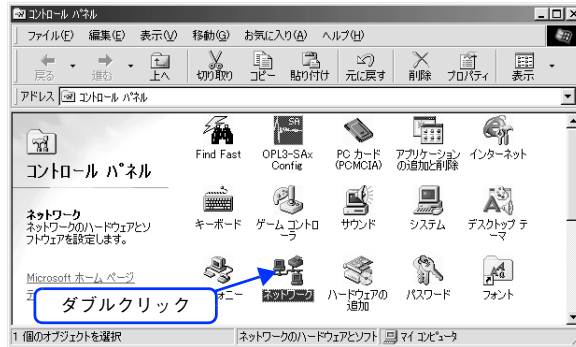 コントロール パネル
ファイル(F) 編集(E) 表示(V) 移動(G) お気に入り(A) ヘルプ(H)
戻る 進む 上へ 切り取り コピー 貼り付け 元に戻す 削除 プロパティ 表示
アドレス コントロール パネル
コントロール パネル
ネットワーク
ネットワークのハードウェアとソ
フトウェアを設定します。
Microsoft ホーム ページ
Find Fast
OPL3-SAx
Config
PC カード
(PCMCIA)
アプリケーション
の追加と削除
インターネット
キーボード
ゲーム コントロ
ーラ
サウンド
システム
デスクトップ テ
ーマ
ォニー
ネットワーク
ハードウェアの
追加
パスワード
フォント
ダブルクリック
1 個のオブジェクトを選択
ネットワークのハードウェアとソフト
マイ コンピュータ